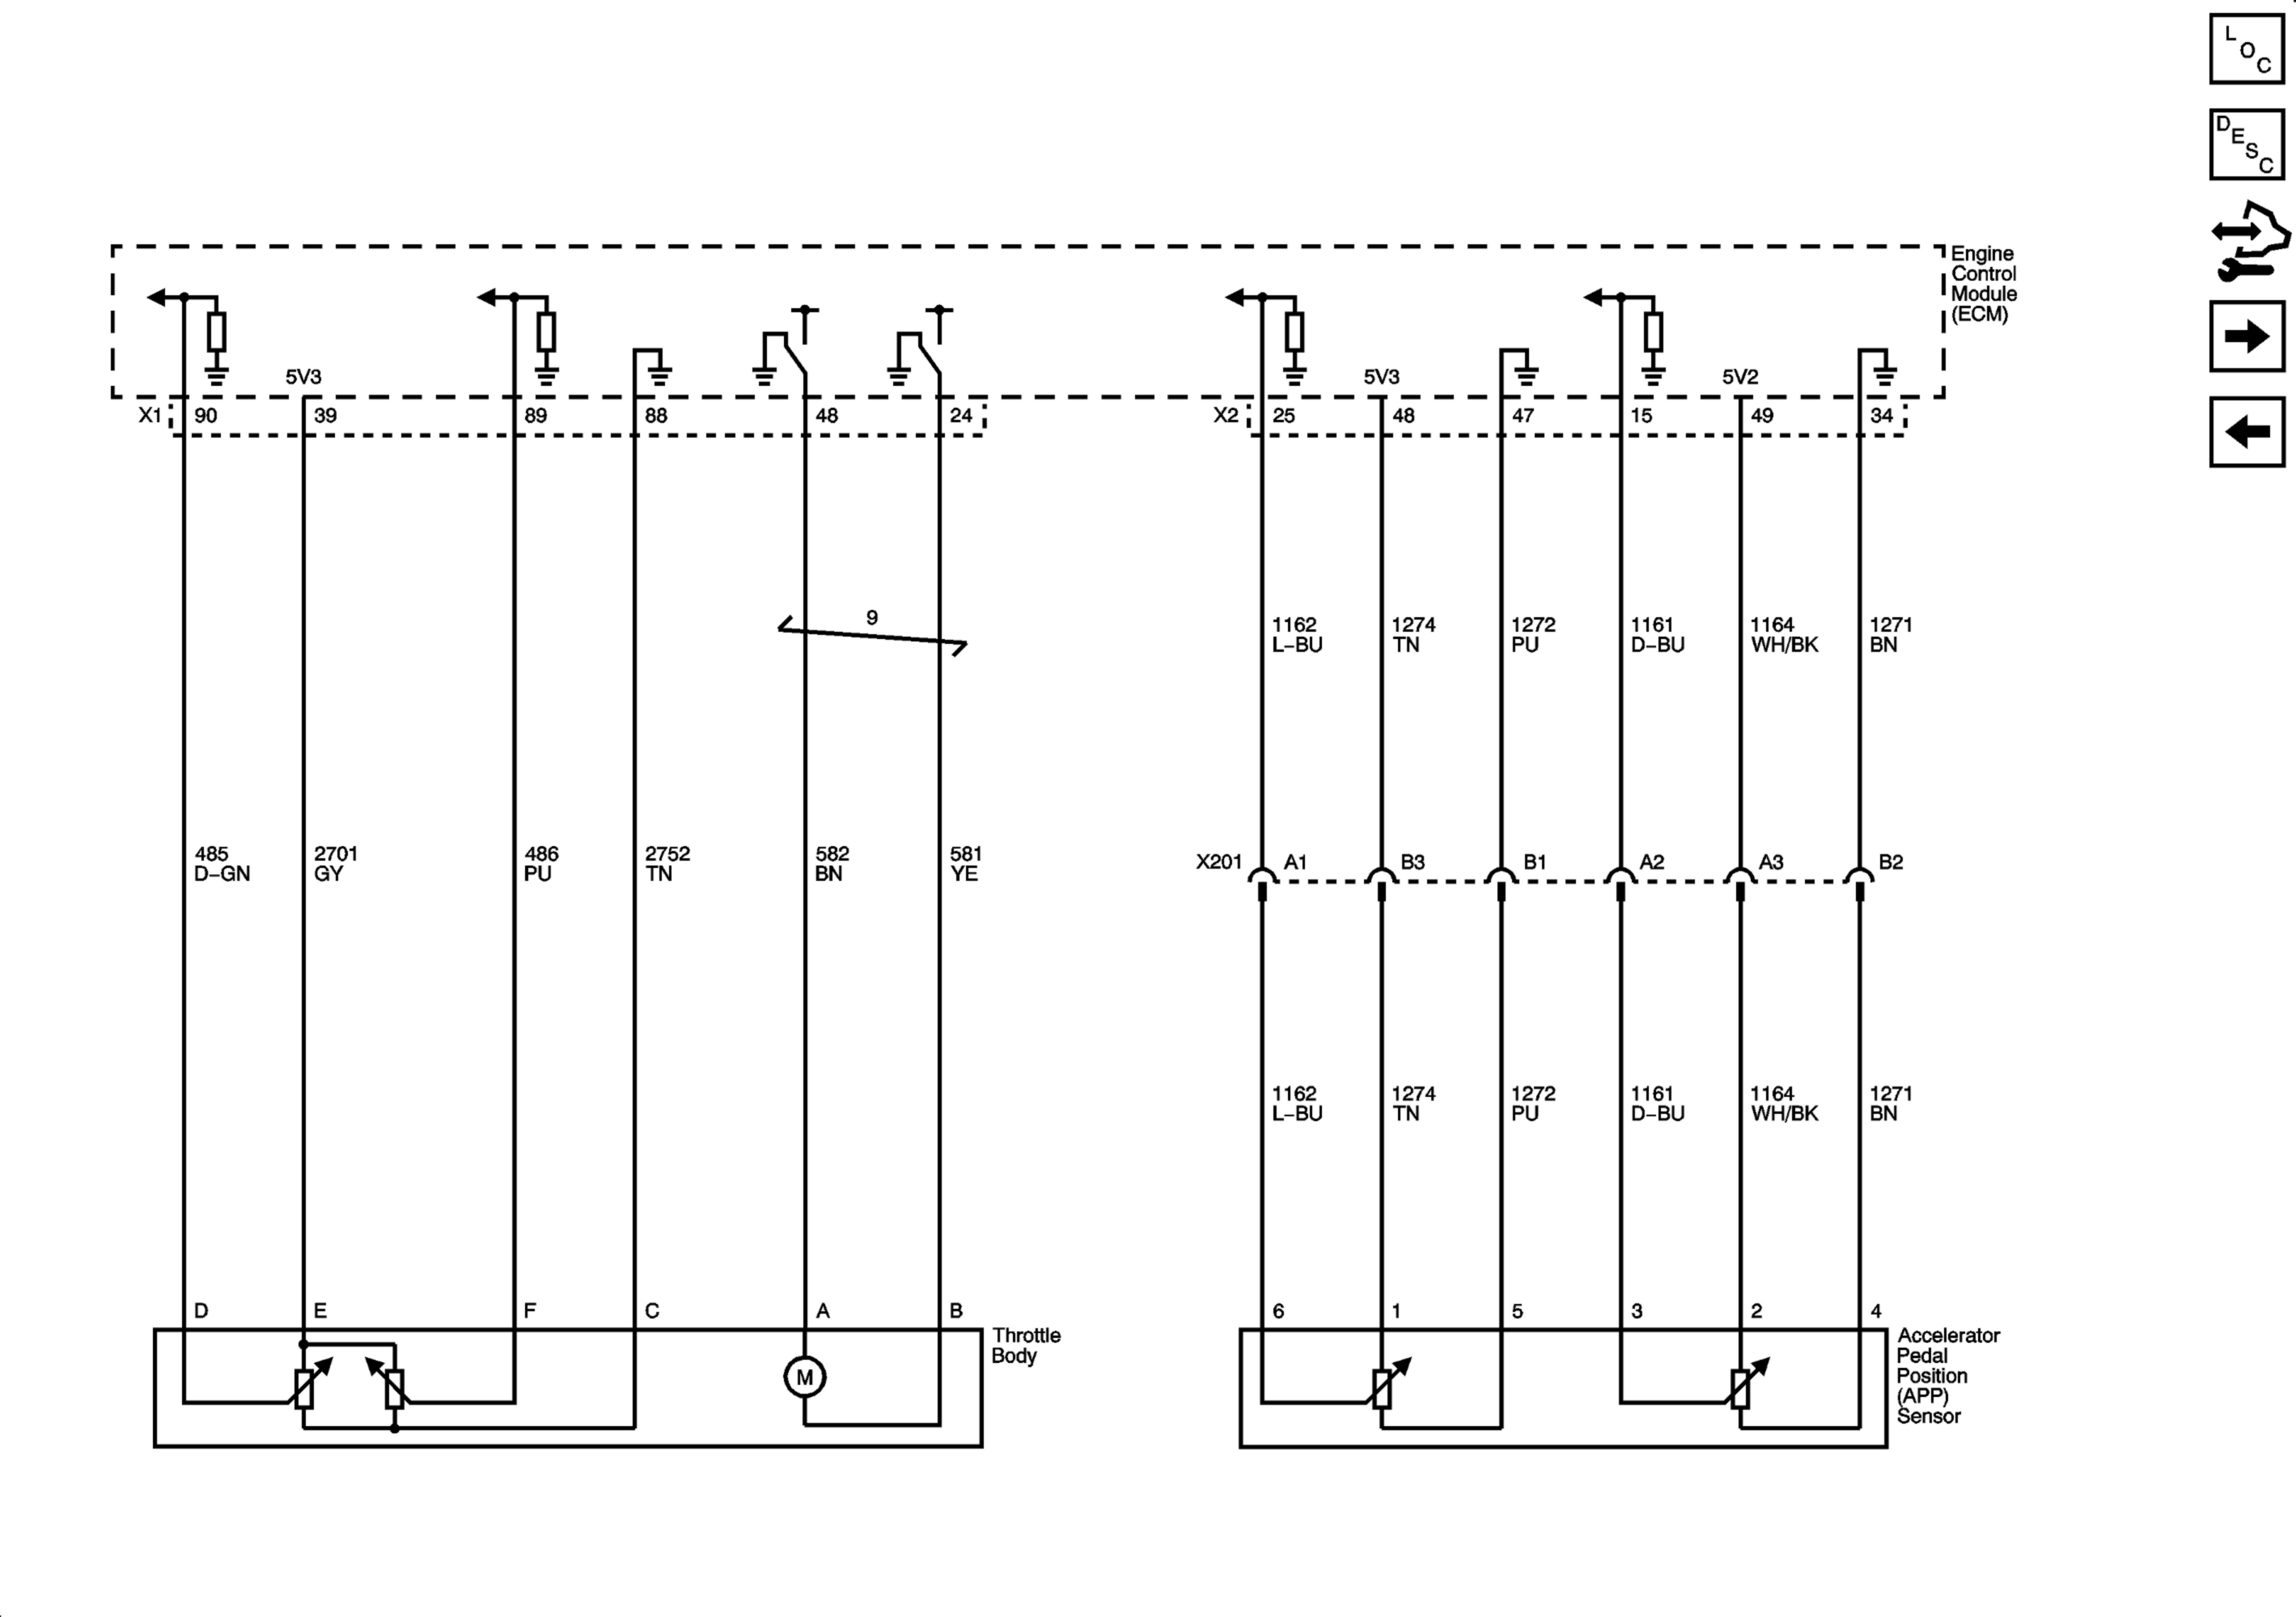 L
O
C
D
E
S
C
Engine
Control
Module
(ECM)
5V3
5V3
5V2
X1
90
39
89
88
48
24
X2
25
48
47
15
49
34
9
1162
L-BU
1274
TN
1272
PU
1161
D-BU
1164
WH/BK
1271
BN
485
D-GN
2701
GY
486
PU
2752
TN
582
BN
581
YE
X201
A1
B3
B1
A2
A3
B2
1162
L-BU
1274
TN
1272
PU
1161
D-BU
1164
WH/BK
1271
BN
D
E
F
C
A
B
Throttle
Body
M
6
1
5
3
2
4
Accelerator
Pedal
Position
(APP)
Sensor